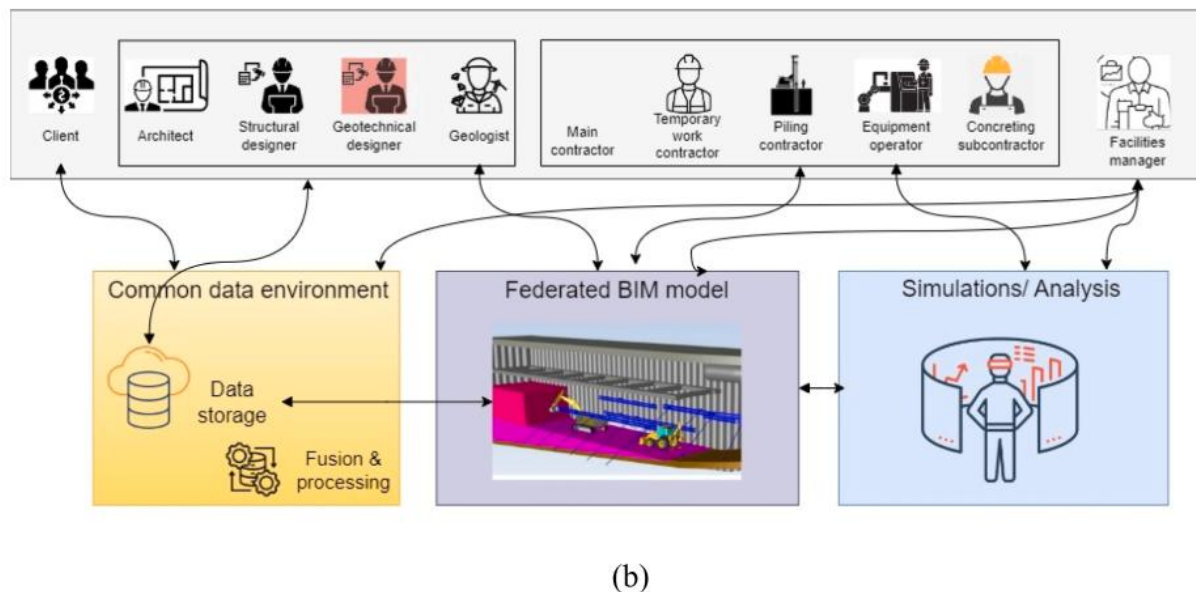 Client
Architect
Structural
designer
Geotechnical
designer
Geologist
Main
contractor
Temporary
work
contractor
Piling
contractor
Equipment
operator
Concreting
subcontractor
Facilities
manager
Common data environment
Data
storage
Fusion &
processing
Federated BIM model
Simulations/ Analysis
(b)